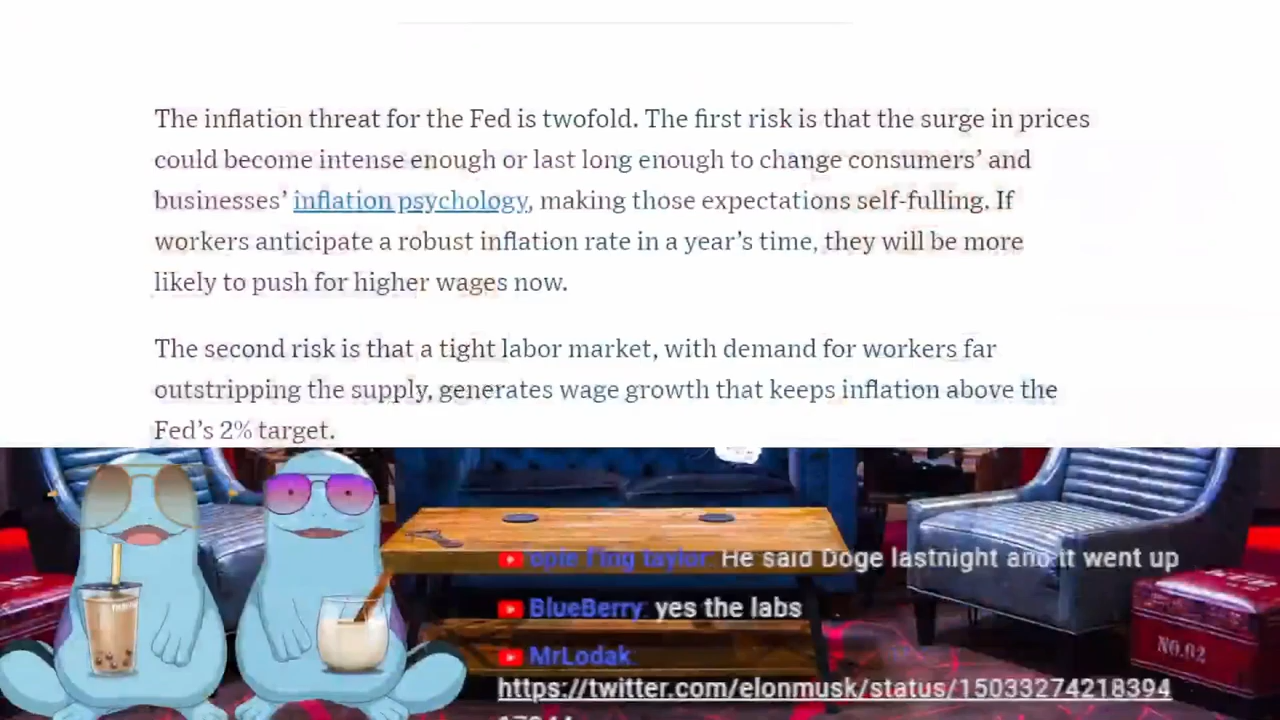 The inflation threat for the Fed is twofold. The first risk is that the surge in prices
could become intense enough or last long enough to change consumers’ and
businesses’ inflation psychology, making those expectations self-fulling. If
workers anticipate a robust inflation rate in a year’s time, they will be more
likely to push for higher wages now.
The second risk is that a tight labor market, with demand for workers far
outstripping the supply, generates wage growth that keeps inflation above the
Fed’s 2% target.
opie f'ing taylor: He said Doge lastnight and it went up
BlueBerry: yes the labs
MrLodak:
https://twitter.com/elonmusk/status/15033274218394
NO.02